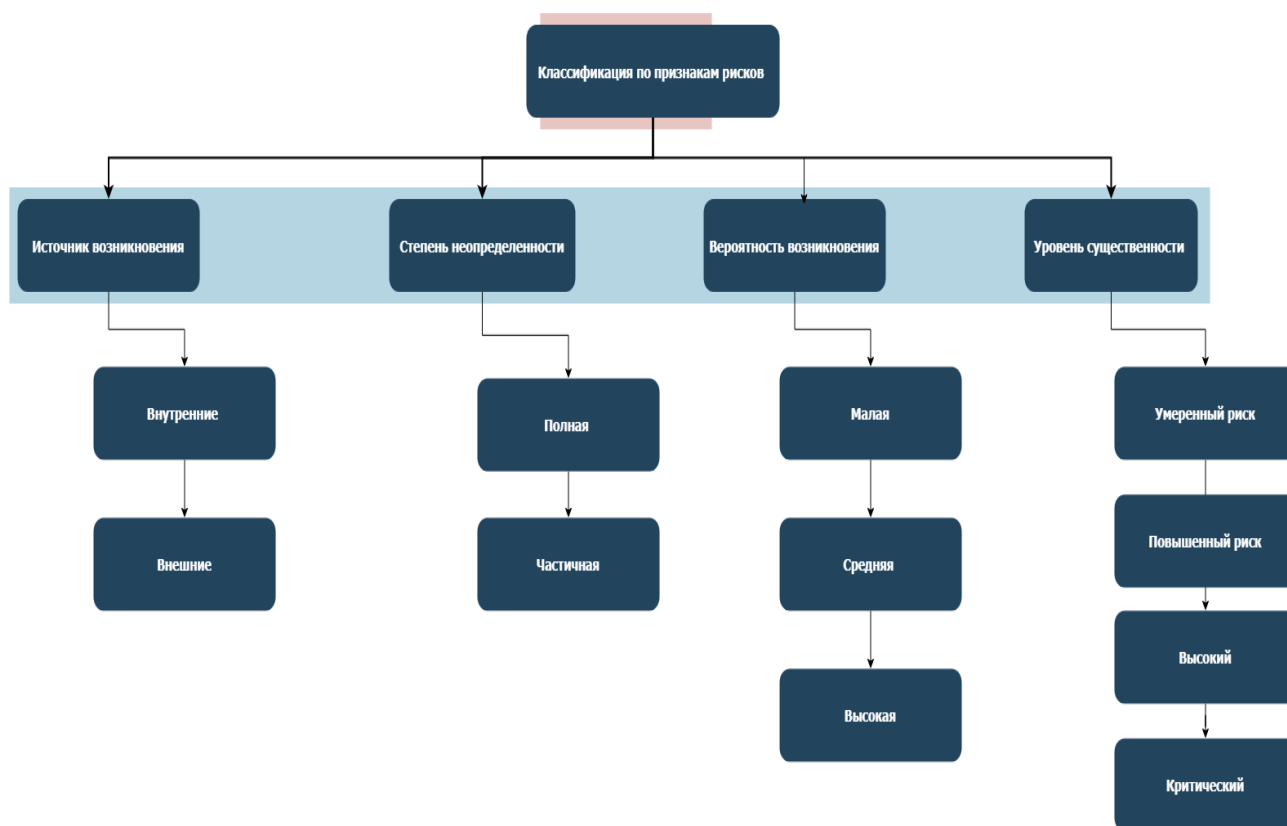 Классификация по признакам рисков
Источник возникновения
Степень неопределенности
Вероятность возникновения
Уровень существенности
Внутренние
Внешние
Полная
Частичная
Малая
Средняя
Высокая
Умеренный риск
Повышенный риск
Высокий
Критический